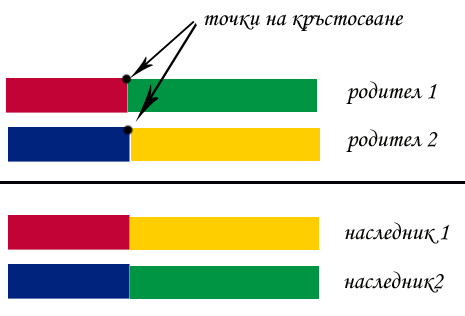 точки на кръстосване
родител 1
родител 2
наследник 1
наследник2